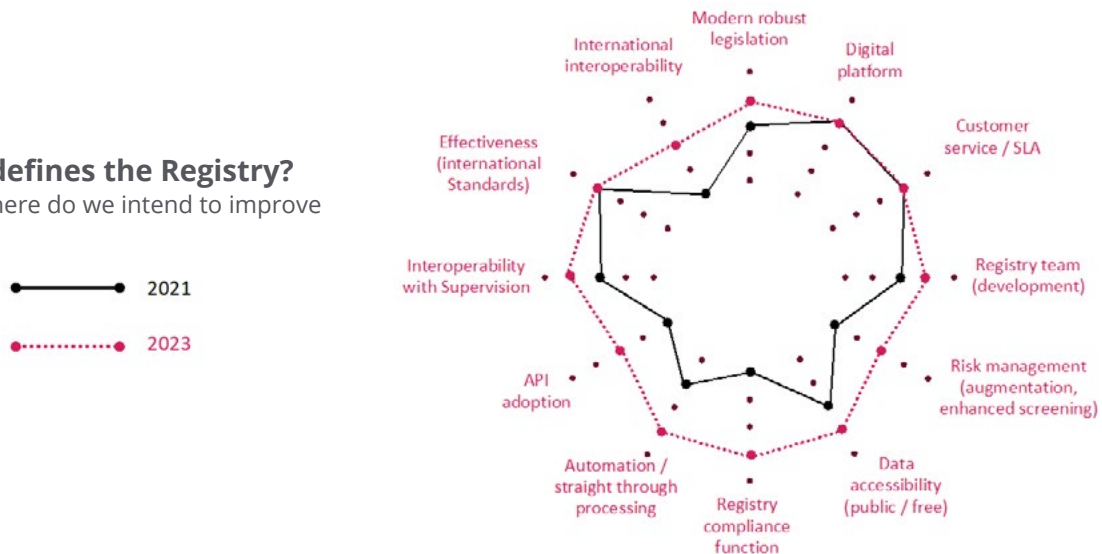 defines the Registry?
here do we intend to improve
2021
2023
Modern robust
legislation
Digital
platform
Customer
service / SLA
Registry team
(development)
Risk management
(augmentation,
enhanced screening)
Data
accessibility
(public / free)
Registry
compliance
function
Automation /
straight through
processing
API
adoption
Interoperability
with Supervision
Effectiveness
(international
Standards)
International
interoperability